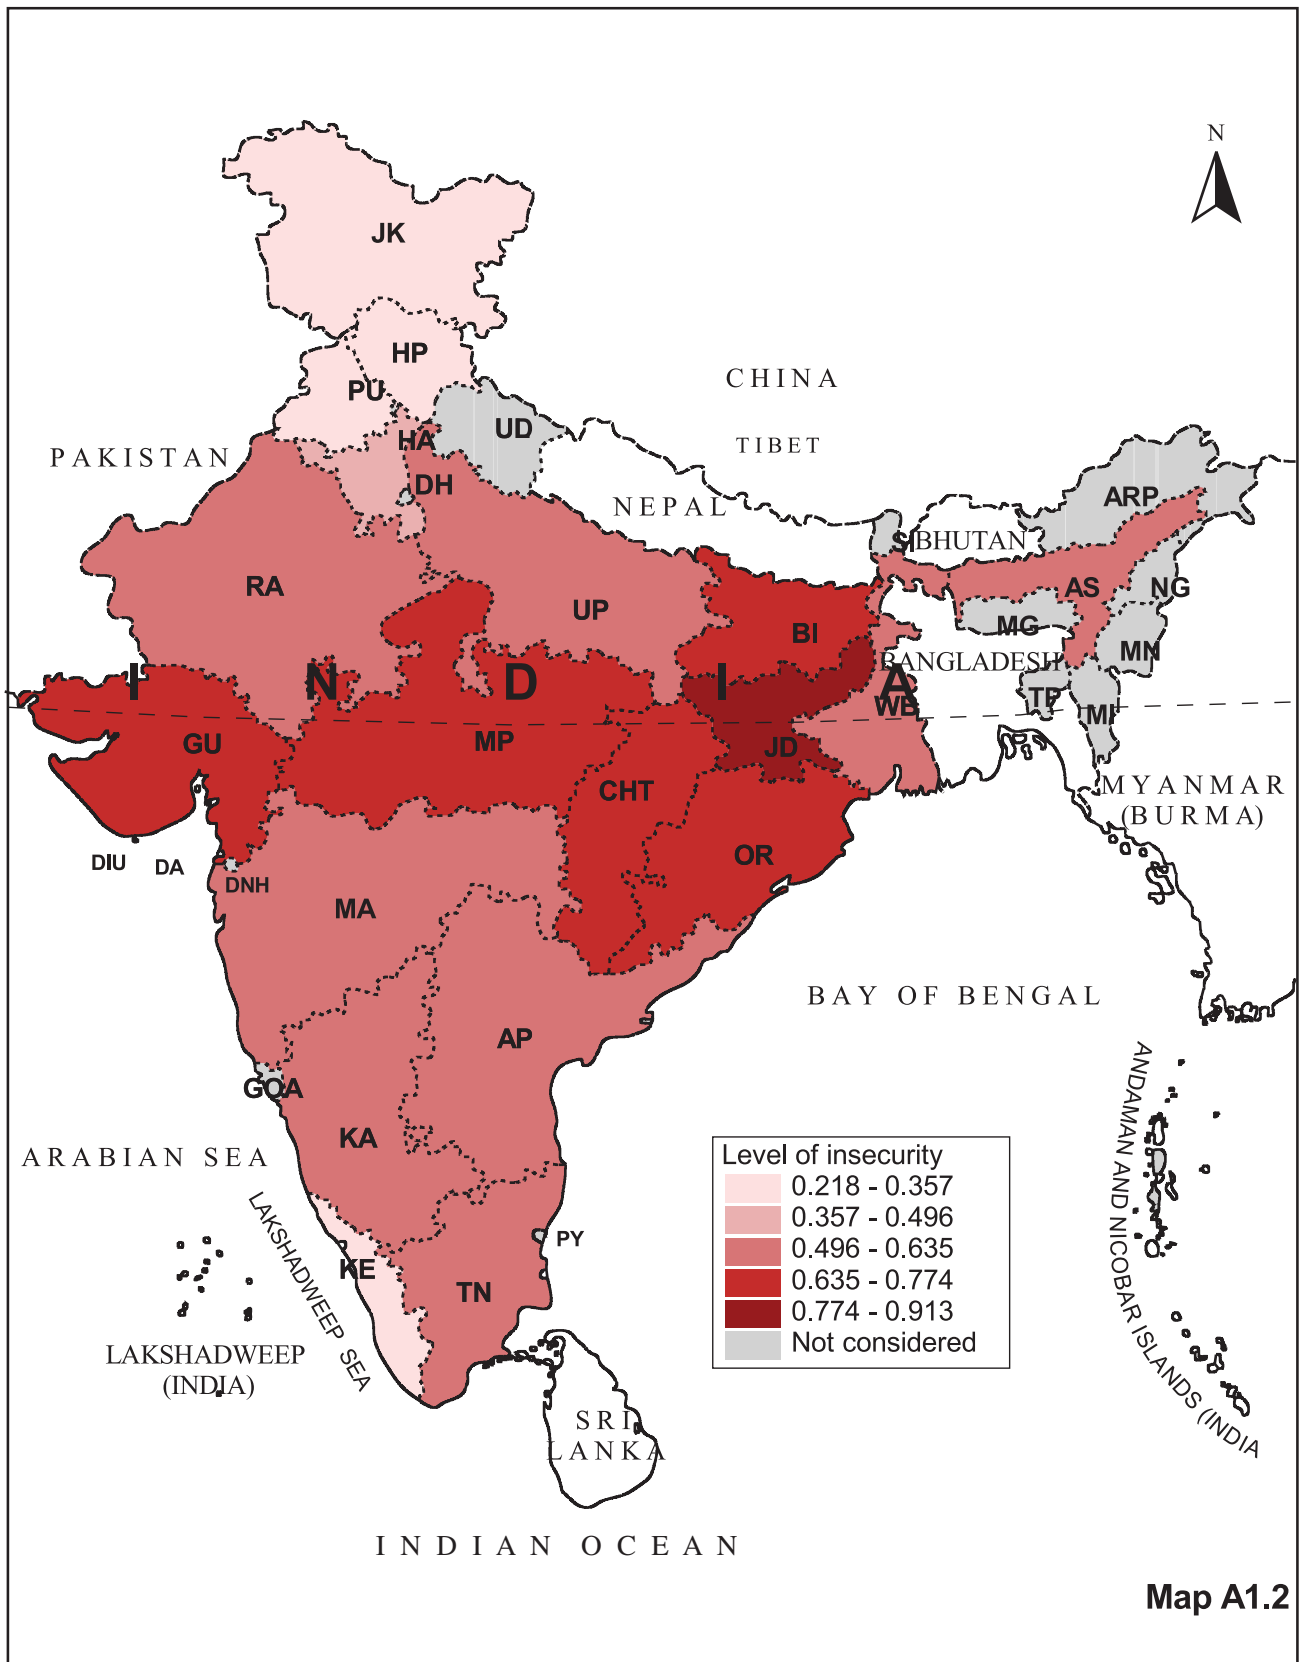 N
JK
HP
PU
CHINA
UD
HA
TIBET
PAKISTAN
DH
NEPAL
ARP
SI
BHUTAN
RA
AS
NG
UP
MG
BI
MN
BANGLADESH
I N D I A
TP
WB
MI
GU
MP
JD
CHT
MYANMAR
(BURMA)
OR
DIU
DA
DNH
MA
BAY OF BENGAL
AP
GOA
KA
ARABIAN SEA
LAKSHADWEEP SEA
ANDAMAN AND NICOBAR ISLANDS (INDIA
Level of insecurity
0.218 - 0.357
0.357 - 0.496
0.496 - 0.635
0.635 - 0.774
0.774 - 0.913
Not considered
PY
KE
TN
LAKSHADWEEP
(INDIA)
SRI
LANKA
INDIAN OCEAN
Map A1.2